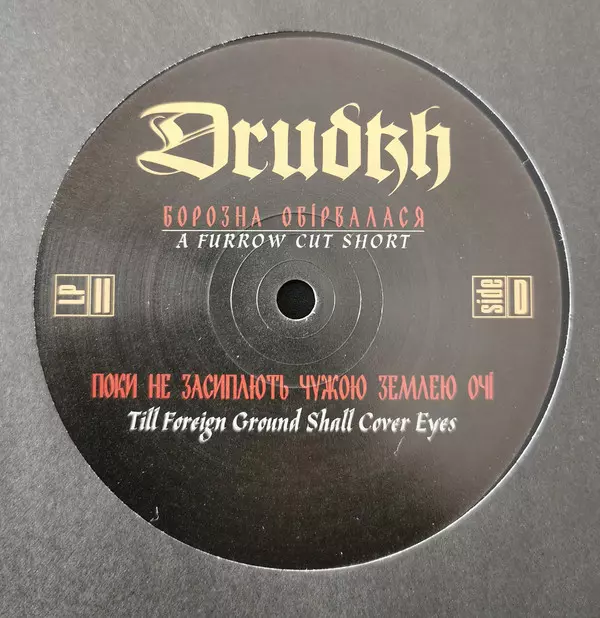 Drudkh
БОРОЗНА ОБІРВАЛАСЯ
A FURROW CUT SHORT
LP II
side D
ПОКИ НЕ ЗАСИПЛЮТЬ ЧУЖОЮ ЗЕМЛЕЮ ОЧІ
Till Foreign Ground Shall Cover Eyes